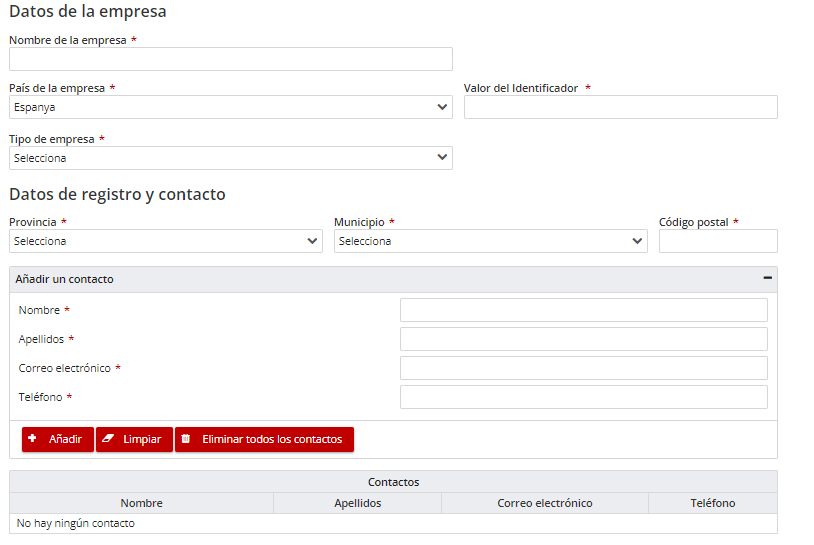 Datos de la empresa
Nombre de la empresa *
País de la empresa * Valor del Identificador *
Espanya
Tipo de empresa *
Selecciona
Datos de registro y contacto
Provincia * Municipio * Código postal *
Selecciona Selecciona
Añadir un contacto
Nombre *
Apellidos *
Correo electrónico *
Teléfono *
Añadir Limpiar Eliminar todos los contactos
Contactos
Nombre Apellidos Correo electrónico Teléfono
No hay ningún contacto